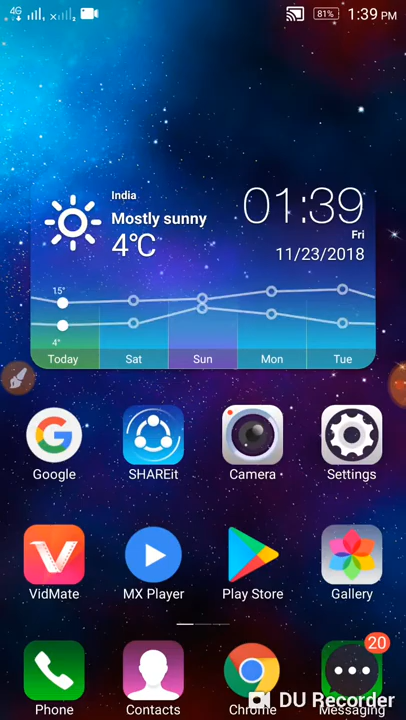 4G 81% 1:39 PM
India
Mostly sunny
4℃
01:39
Fri
11/23/2018
15°
4°
Today Sat Sun Mon Tue
Google SHAREit Camera Settings
VidMate MX Player Play Store Gallery
20
Phone Contacts Chrome Messaging
DU Recorder